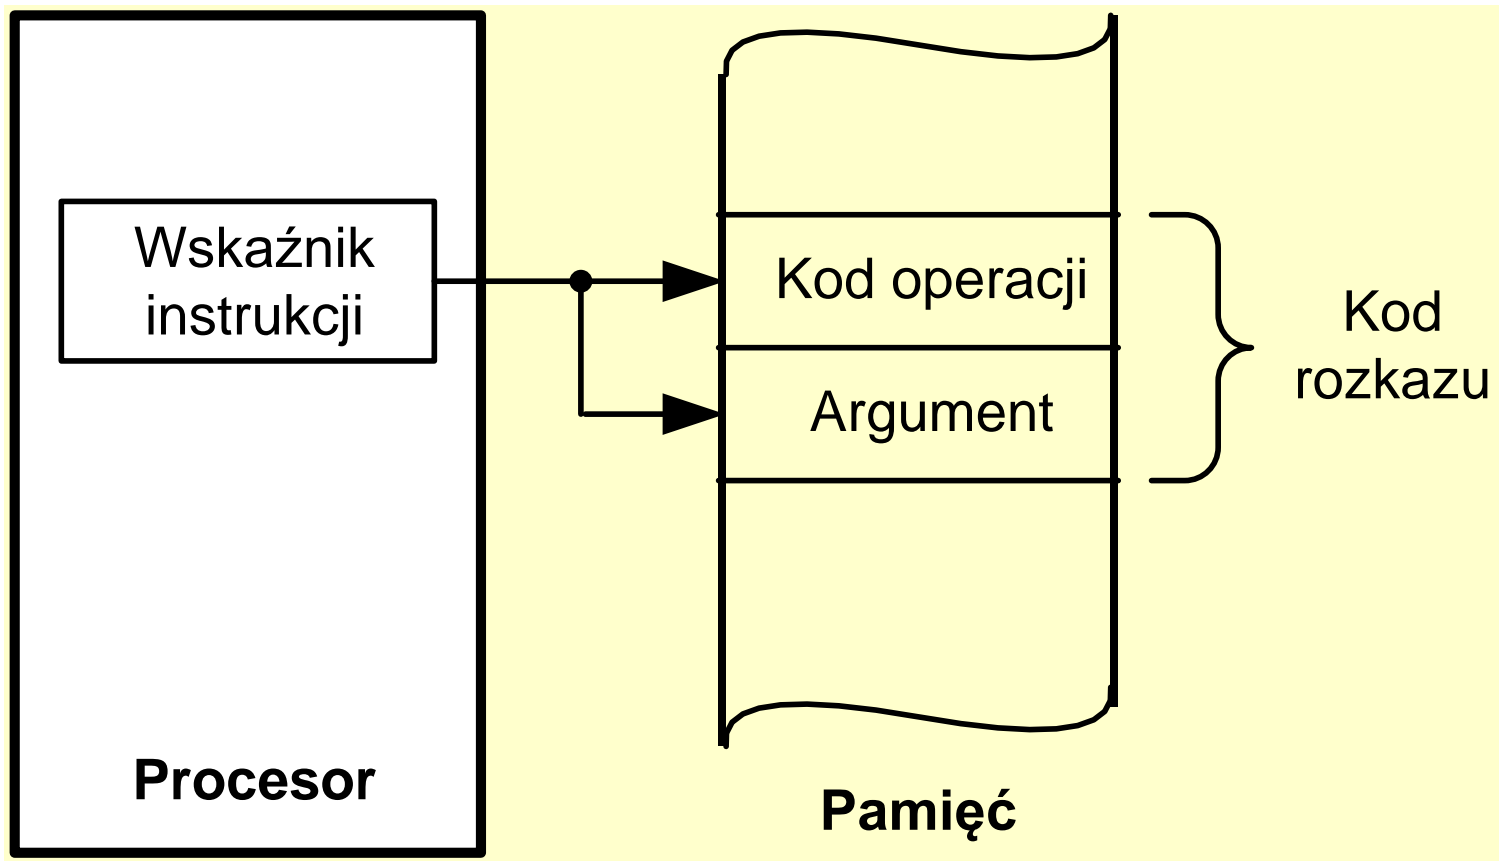 Wskaźnik
instrukcji
Kod operacji
Argument
Kod
rozkazu
Procesor
Pamięć